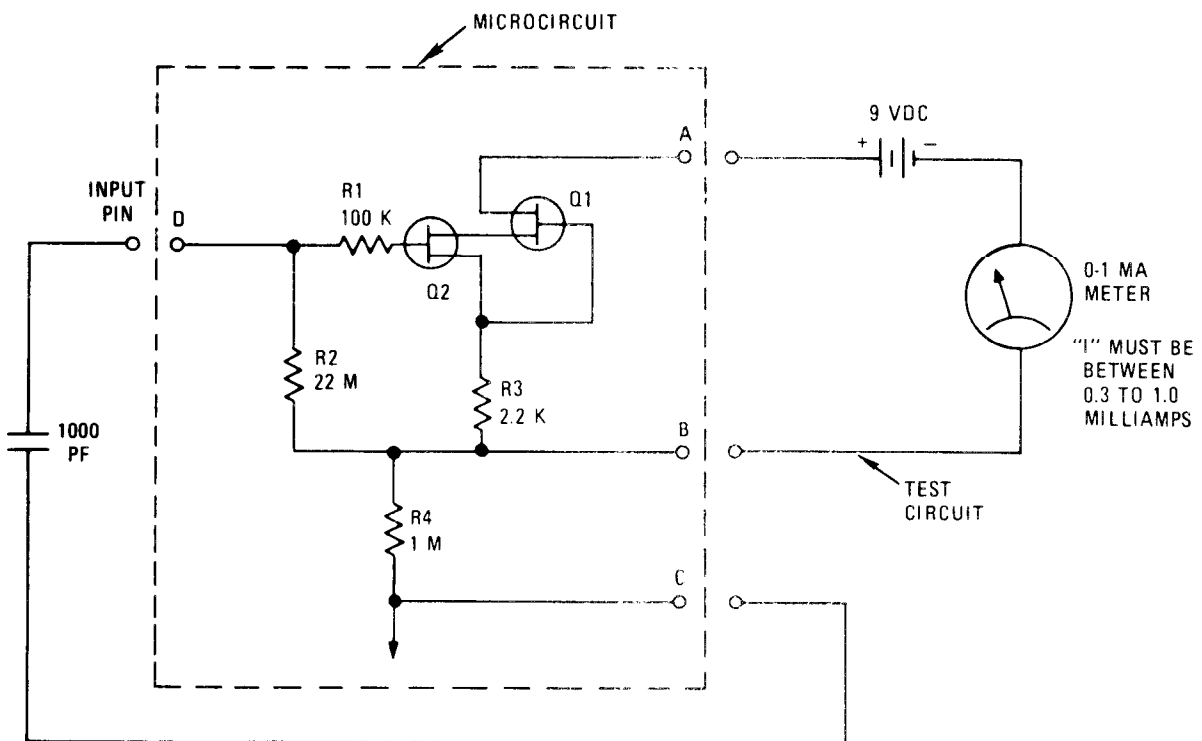 MICROCIRCUIT
9 VDC
+ −
A
INPUT
PIN
D
R1
100 K
Q1
Q2
0-1 MA
METER
"I" MUST BE
BETWEEN
0.3 TO 1.0
MILLIAMPS
R2
22 M
R3
2.2 K
1000
PF
B
TEST
CIRCUIT
R4
1 M
C